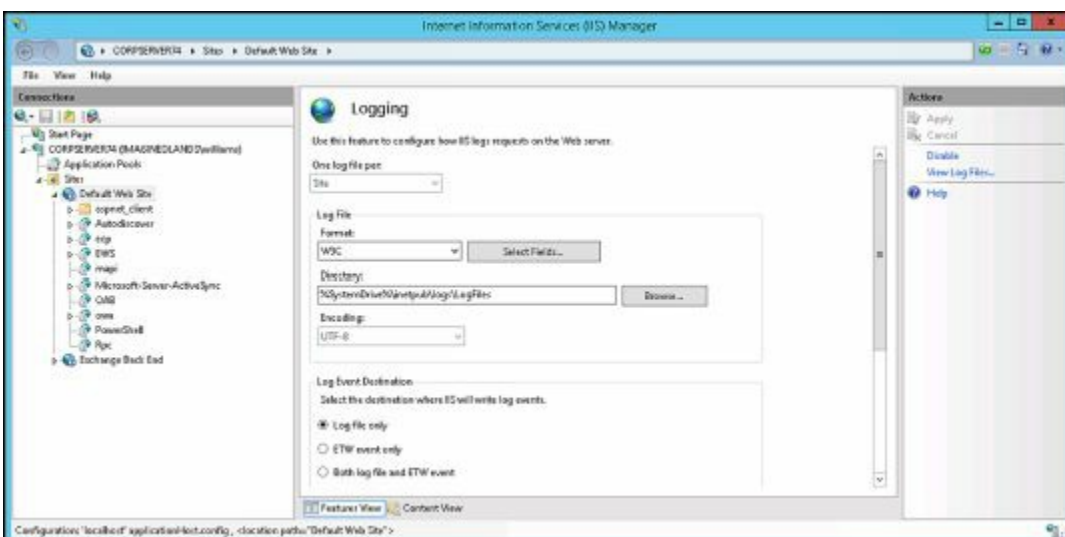 Internet Information Services (IIS) Manager
CORPSERVER74 Sites Default Web Site
File View Help
Connections
Start Page
CORPSERVER74 (IMAGINEDLAND\williams)
Application Pools
Sites
Default Web Site
aspnet_client
Autodiscover
ecp
EWS
mapi
Microsoft-Server-ActiveSync
OAB
owa
PowerShell
Rpc
Exchange Back End
Logging
Use this feature to configure how IIS logs requests on the Web server.
One log file per:
Site
Log File
Format:
W3C
Select Fields...
Directory:
%SystemDrive%\inetpub\logs\LogFiles
Browse...
Encoding:
UTF-8
Log Event Destination
Select the destination where IIS will write log events.
Log file only
ETW event only
Both log file and ETW event
Features View
Content View
Actions
Apply
Cancel
Disable
View Log Files...
Help
Configuration: 'localhost' applicationHost.config, <location path="Default Web Site">